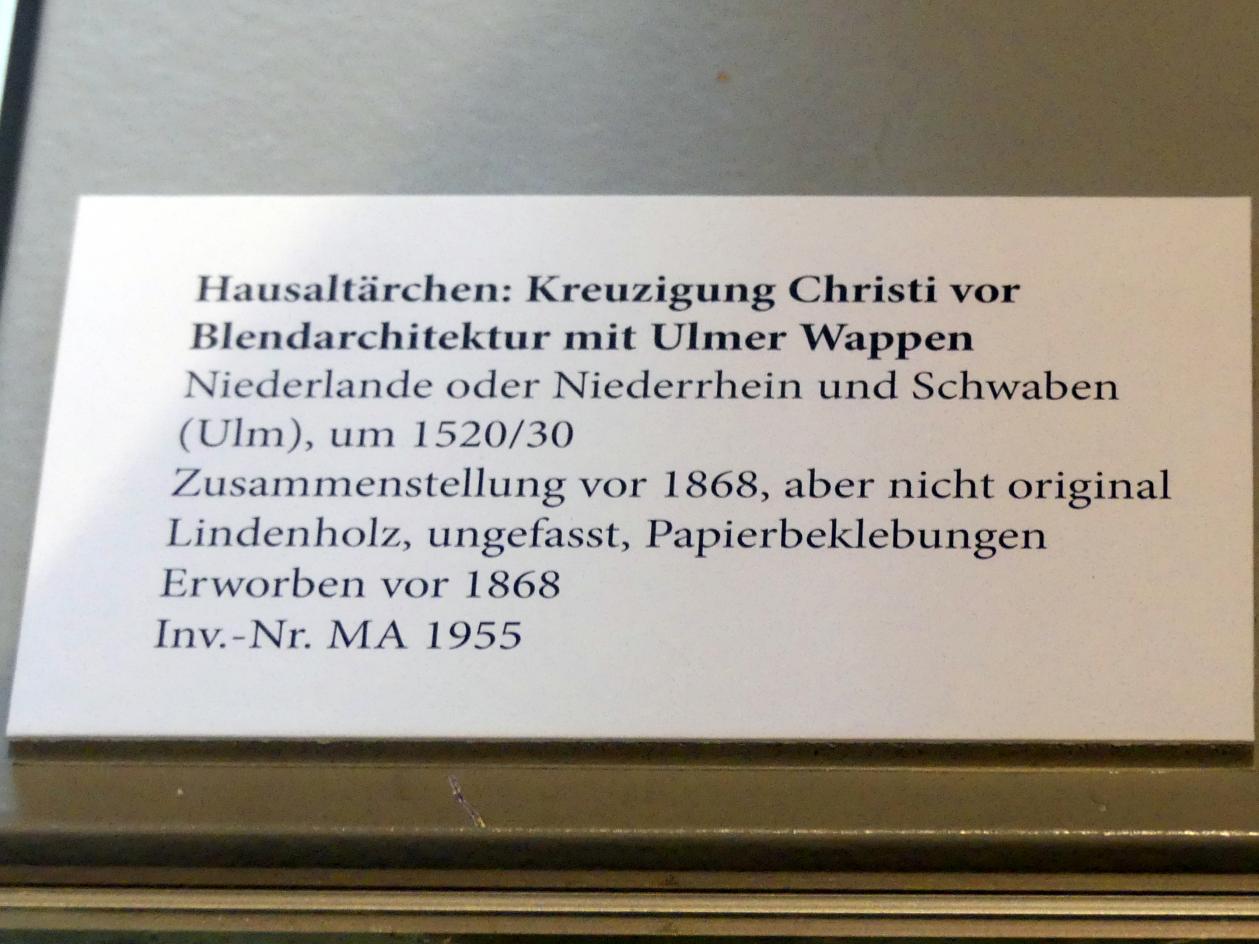 Hausaltärchen: Kreuzigung Christi vor
Blendarchitektur mit Ulmer Wappen
Niederlande oder Niederrhein und Schwaben
(Ulm), um 1520/30
Zusammenstellung vor 1868, aber nicht original
Lindenholz, ungefasst, Papierbeklebungen
Erworben vor 1868
Inv.-Nr. MA 1955